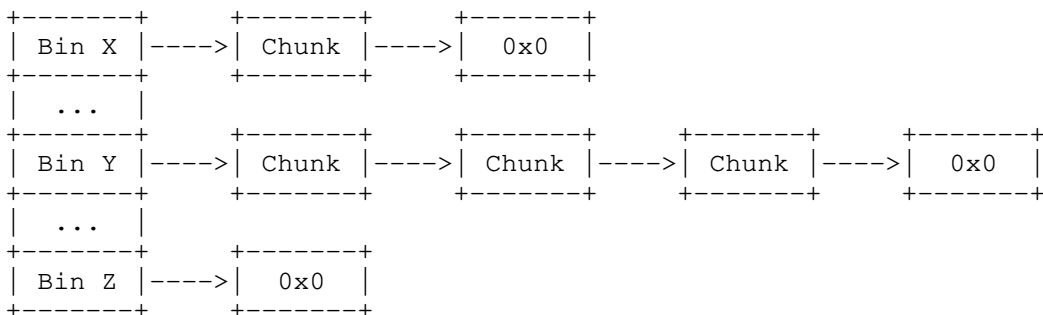 +-------+      +-------+      +-------+
| Bin X |---->| Chunk |---->|  0x0  |
+-------+      +-------+      +-------+
|  ...  |
+-------+      +-------+      +-------+      +-------+      +-------+
| Bin Y |---->| Chunk |---->| Chunk |---->| Chunk |---->|  0x0  |
+-------+      +-------+      +-------+      +-------+      +-------+
|  ...  |
+-------+      +-------+
| Bin Z |---->|  0x0  |
+-------+      +-------+